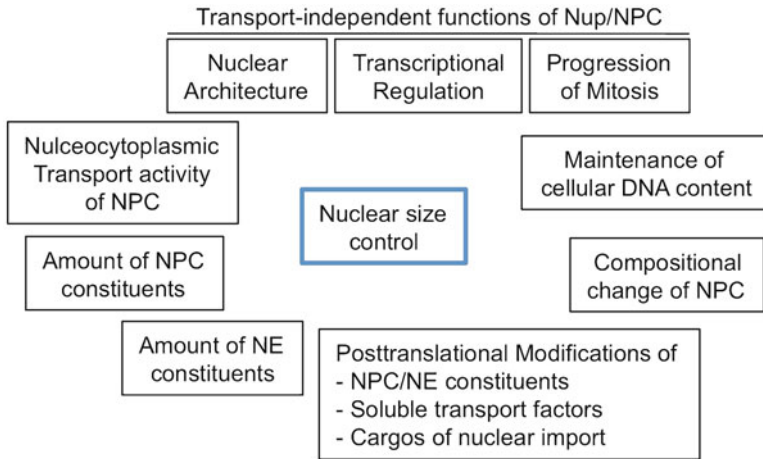 Transport-independent functions of Nup/NPC
Nuclear
Architecture
Transcriptional
Regulation
Progression
of Mitosis
Nulceocytoplasmic
Transport activity
of NPC
Maintenance of
cellular DNA content
Nuclear size
control
Amount of NPC
constituents
Compositional
change of NPC
Amount of NE
constituents
Posttranslational Modifications of
- NPC/NE constituents
- Soluble transport factors
- Cargos of nuclear import